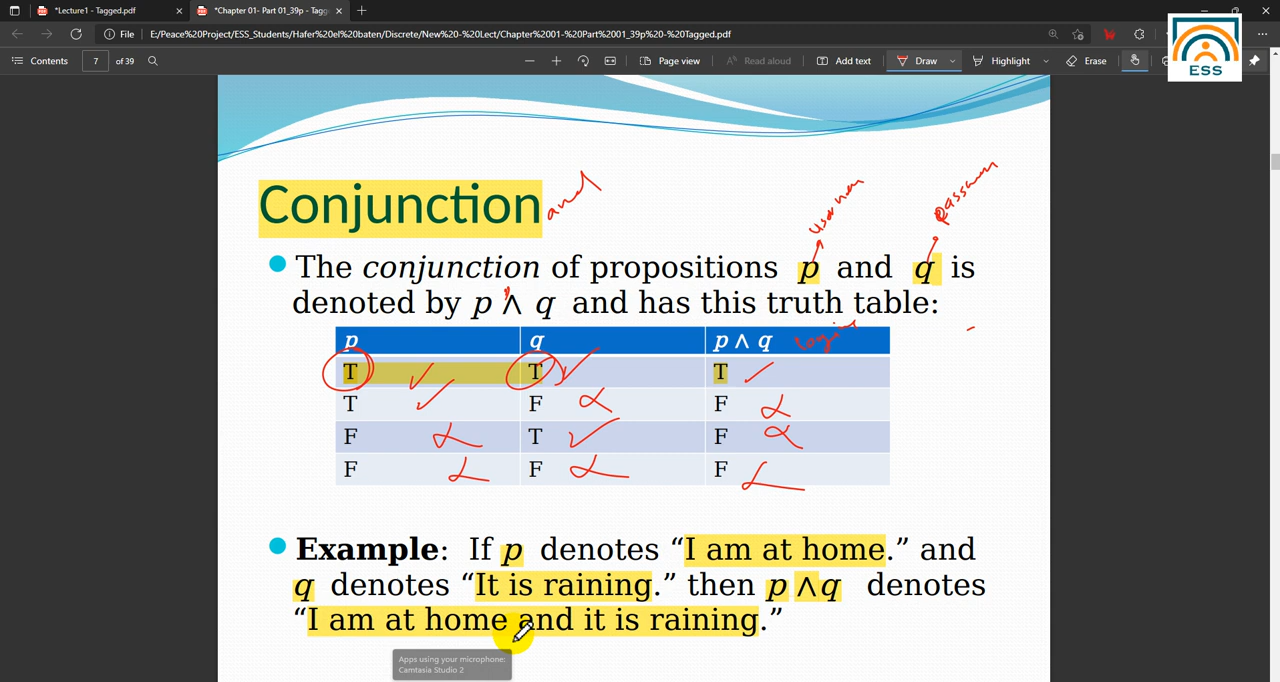 *Lecture1 - Tagged.pdf
*Chapter 01- Part 01_39p - Tagg
File
E:/Peace%20Project/ESS_Students/Hafer%20el%20baten/Discrete/New%20-%20Lect/Chapter%2001-%20Part%2001_39p%20-%20Tagged.pdf
Contents
7 of 39
Page view
Read aloud
Add text
Draw
Highlight
Erase
ESS
Conjunction and
user nam
The conjunction of propositions p and q is
denoted by p ∧ q and has this truth table:
p q p ∧ q login
T T T
T F F
F T F
F F F
Example: If p denotes “I am at home.” and
q denotes “It is raining.” then p ∧q denotes
“I am at home and it is raining.”
Apps using your microphone:
Camtasia Studio 2